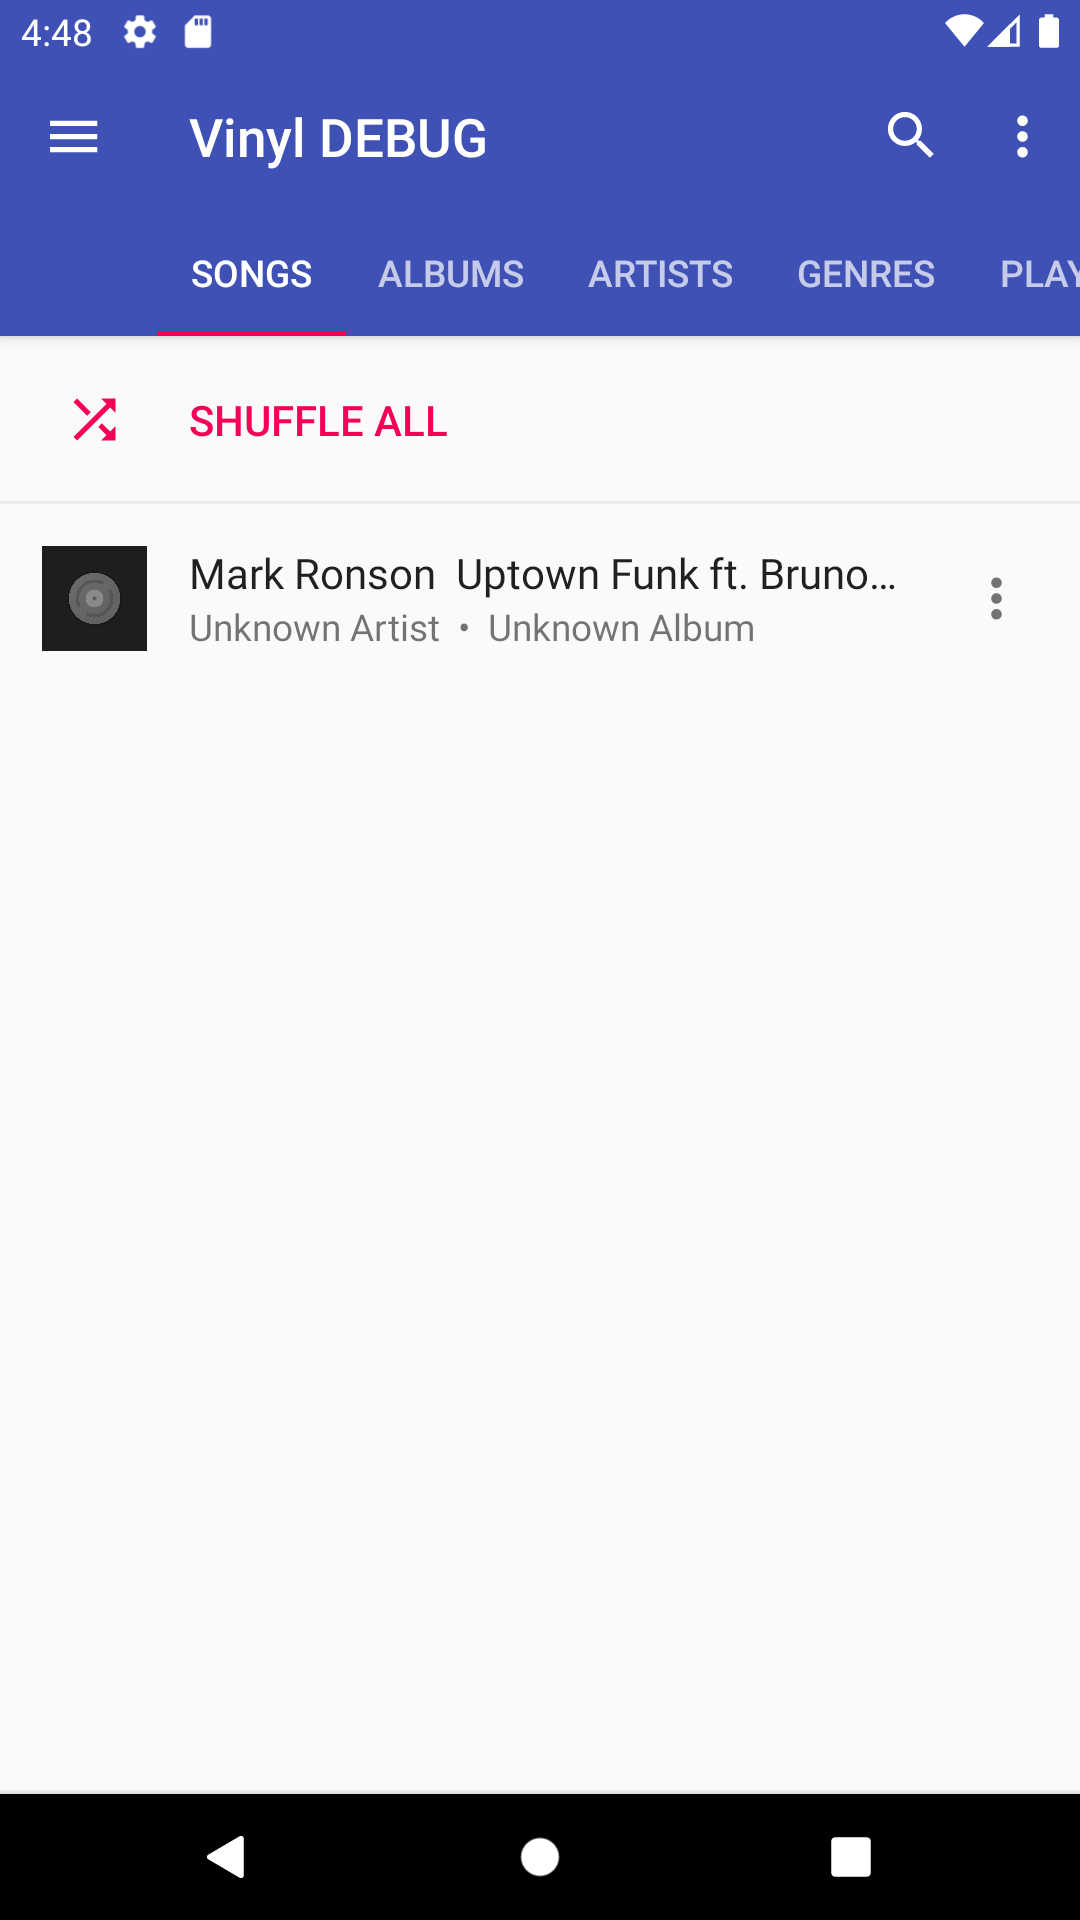 4:48
Vinyl DEBUG
SONGS ALBUMS ARTISTS GENRES PLAY
SHUFFLE ALL
Mark Ronson  Uptown Funk ft. Bruno…
Unknown Artist • Unknown Album